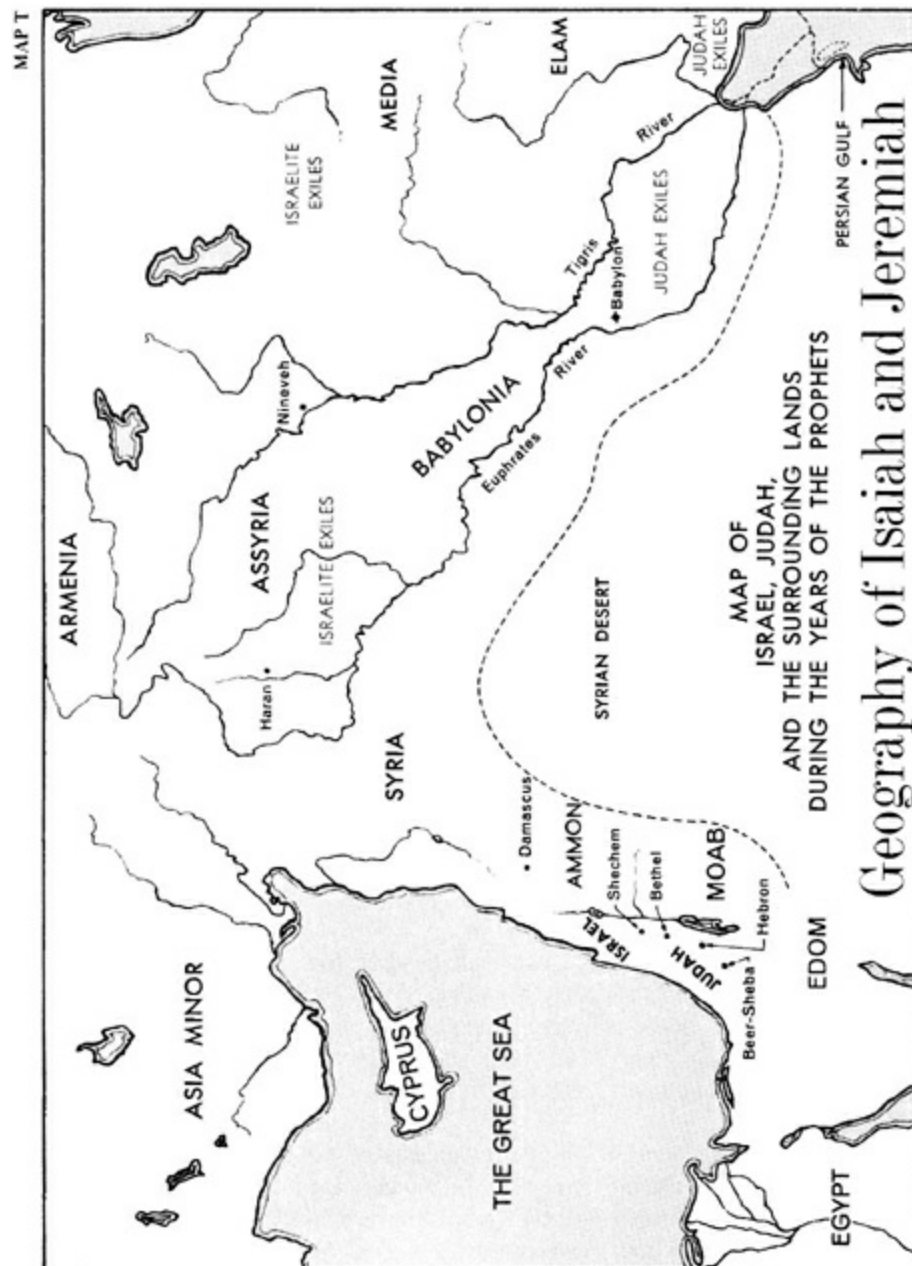 MAP T
ARMENIA
ASIA MINOR
ISRAELITE
EXILES
MEDIA
ELAM
JUDAH
EXILES
Nineveh
ASSYRIA
Haran
ISRAELITE EXILES
BABYLONIA
Tigris
River
Babylon
JUDAH EXILES
Euphrates
River
SYRIA
CYPRUS
THE GREAT SEA
Damascus
SYRIAN DESERT
AMMON
Shechem
Bethel
ISRAEL
JUDAH
MOAB
Hebron
Beer-Sheba
EDOM
EGYPT
PERSIAN GULF
MAP OF
ISRAEL, JUDAH,
AND THE SURROUNDING LANDS
DURING THE YEARS OF THE PROPHETS
Geography of Isaiah and Jeremiah